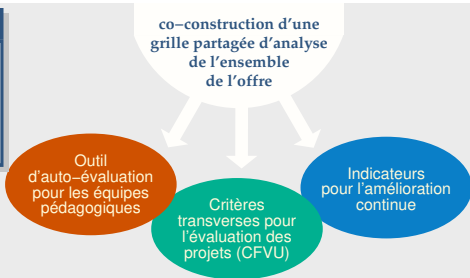 co–construction d'une
grille partagée d'analyse
de l'ensemble
de l'offre
Outil
d'auto–évaluation
pour les équipes
pédagogiques
Critères
transverses pour
l'évaluation des
projets (CFVU)
Indicateurs
pour l'amélioration
continue